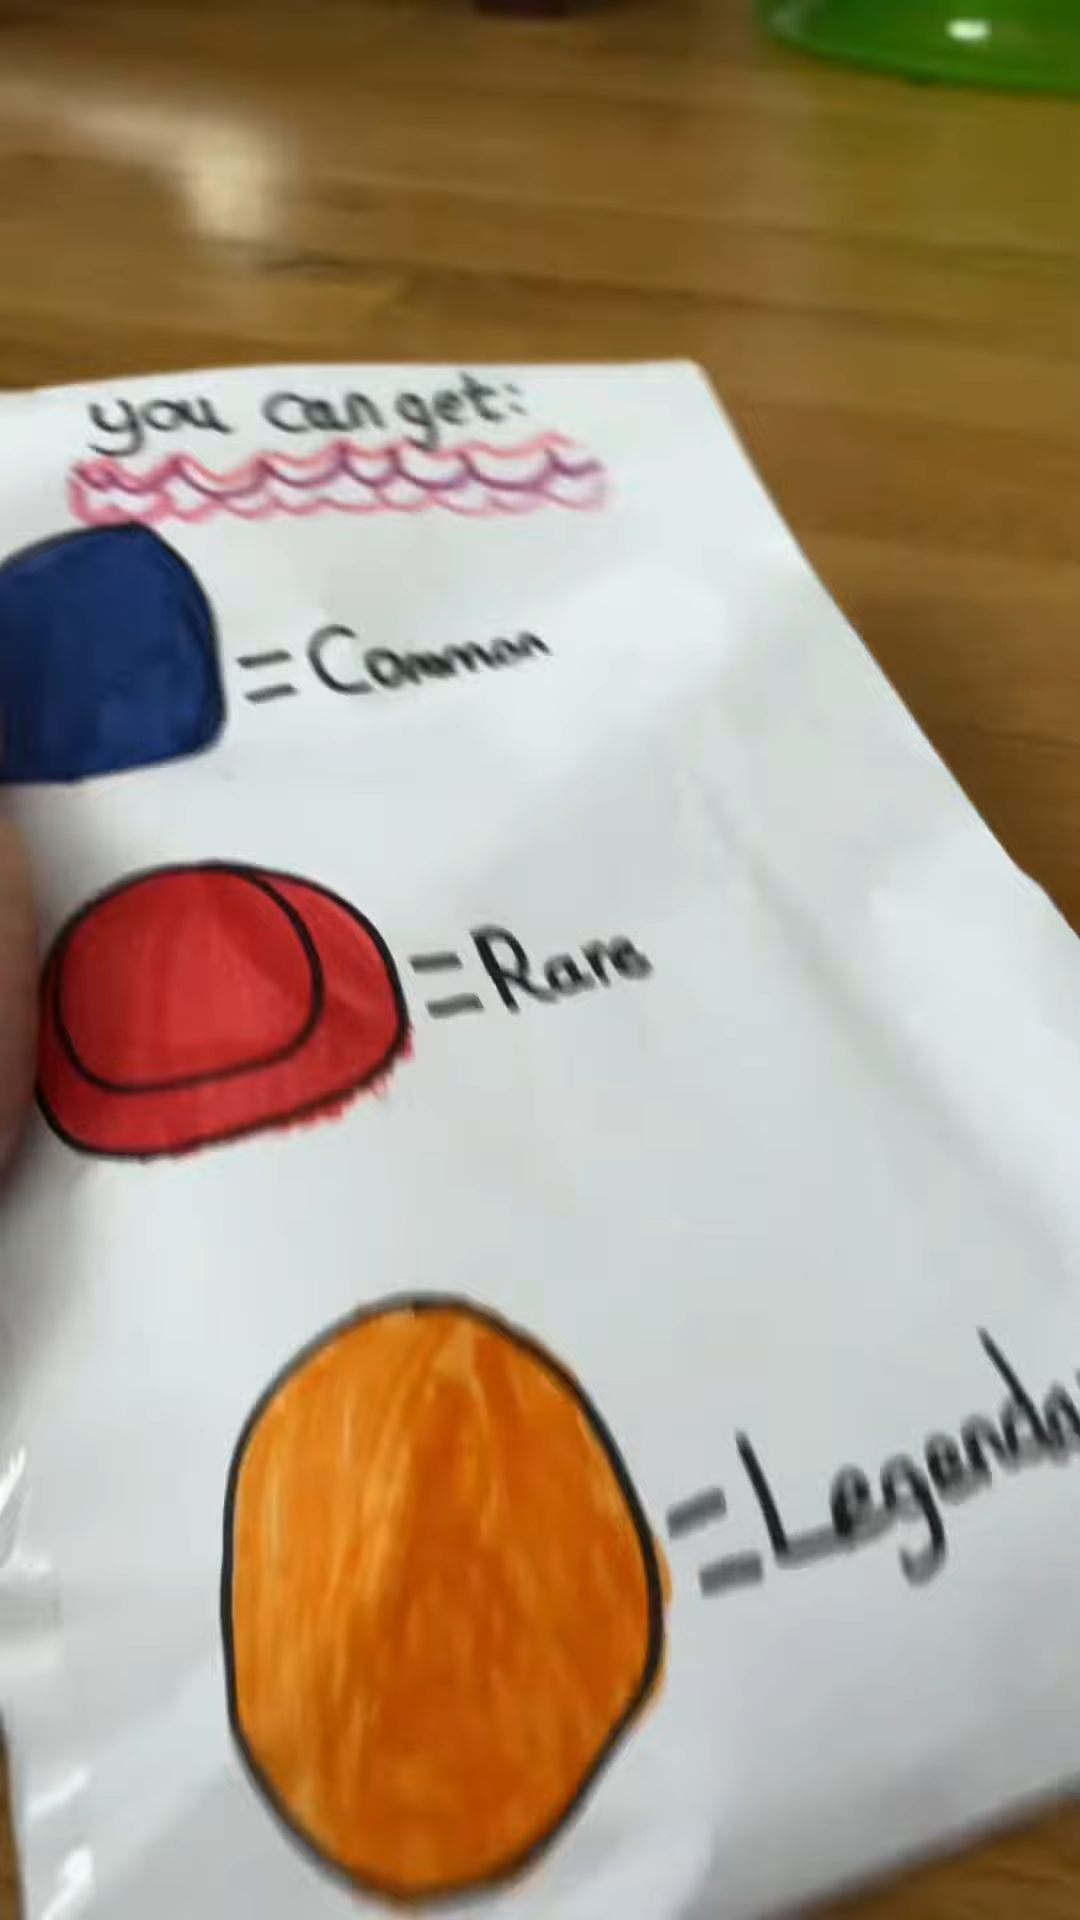 you can get:
= Common
= Rare
= Legenda